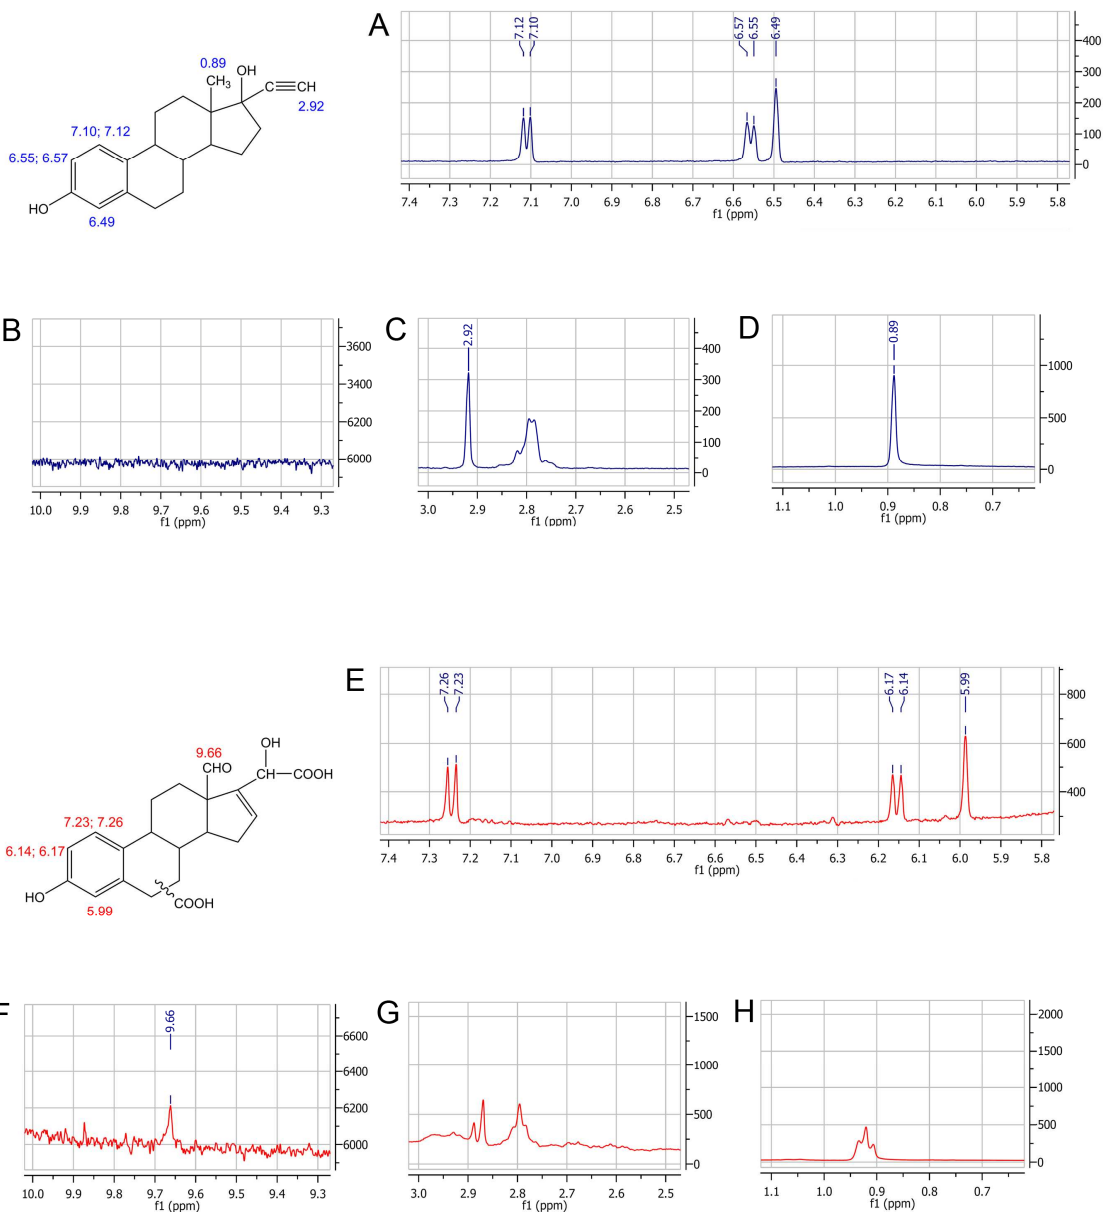 A
7.12
7.10
6.57
6.55
6.49
400
300
200
100
0
7.4 7.3 7.2 7.1 7.0 6.9 6.8 6.7 6.6 6.5 6.4 6.3 6.2 6.1 6.0 5.9 5.8
f1 (ppm)
0.89
OH
CH3
C
CH
2.92
7.10; 7.12
6.55; 6.57
HO
6.49
B
3600
3400
6200
6000
10.0 9.9 9.8 9.7 9.6 9.5 9.4 9.3
f1 (ppm)
C
2.92
400
300
200
100
0
3.0 2.9 2.8 2.7 2.6 2.5
f1 (ppm)
D
0.89
1000
500
0
1.1 1.0 0.9 0.8 0.7
f1 (ppm)
E
7.26
7.23
6.17
6.14
5.99
800
600
400
7.4 7.3 7.2 7.1 7.0 6.9 6.8 6.7 6.6 6.5 6.4 6.3 6.2 6.1 6.0 5.9 5.8
f1 (ppm)
OH
9.66
CHO
CH
COOH
7.23; 7.26
6.14; 6.17
HO
COOH
5.99
F
9.66
6600
6400
6200
6000
10.0 9.9 9.8 9.7 9.6 9.5 9.4 9.3
f1 (ppm)
G
1500
1000
500
0
3.0 2.9 2.8 2.7 2.6 2.5
f1 (ppm)
H
2000
1500
1000
500
0
1.1 1.0 0.9 0.8 0.7
f1 (ppm)